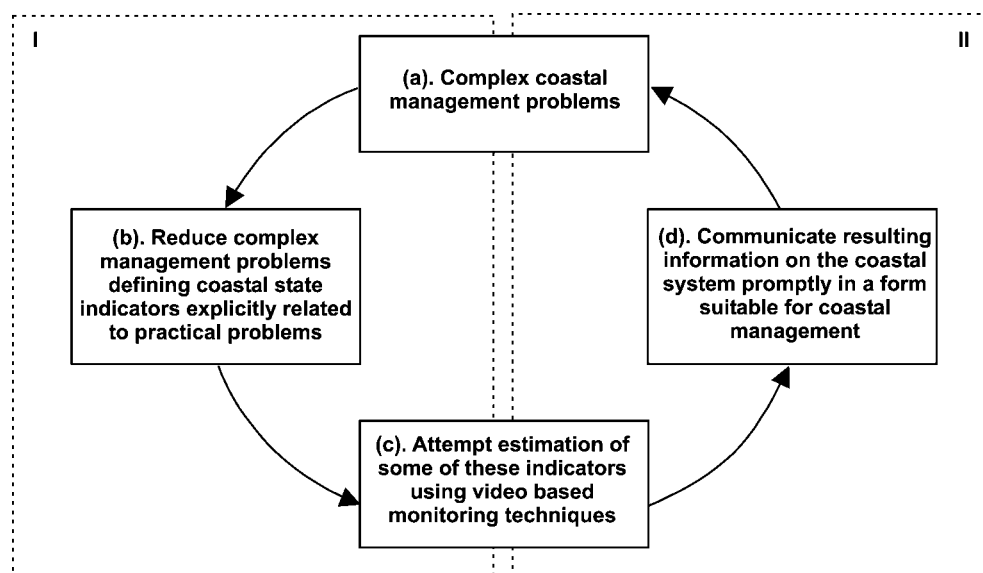 I
II
(a). Complex coastal
management problems
(b). Reduce complex
management problems
defining coastal state
indicators explicitly related
to practical problems
(d). Communicate resulting
information on the coastal
system promptly in a form
suitable for coastal
management
(c). Attempt estimation of
some of these indicators
using video based
monitoring techniques